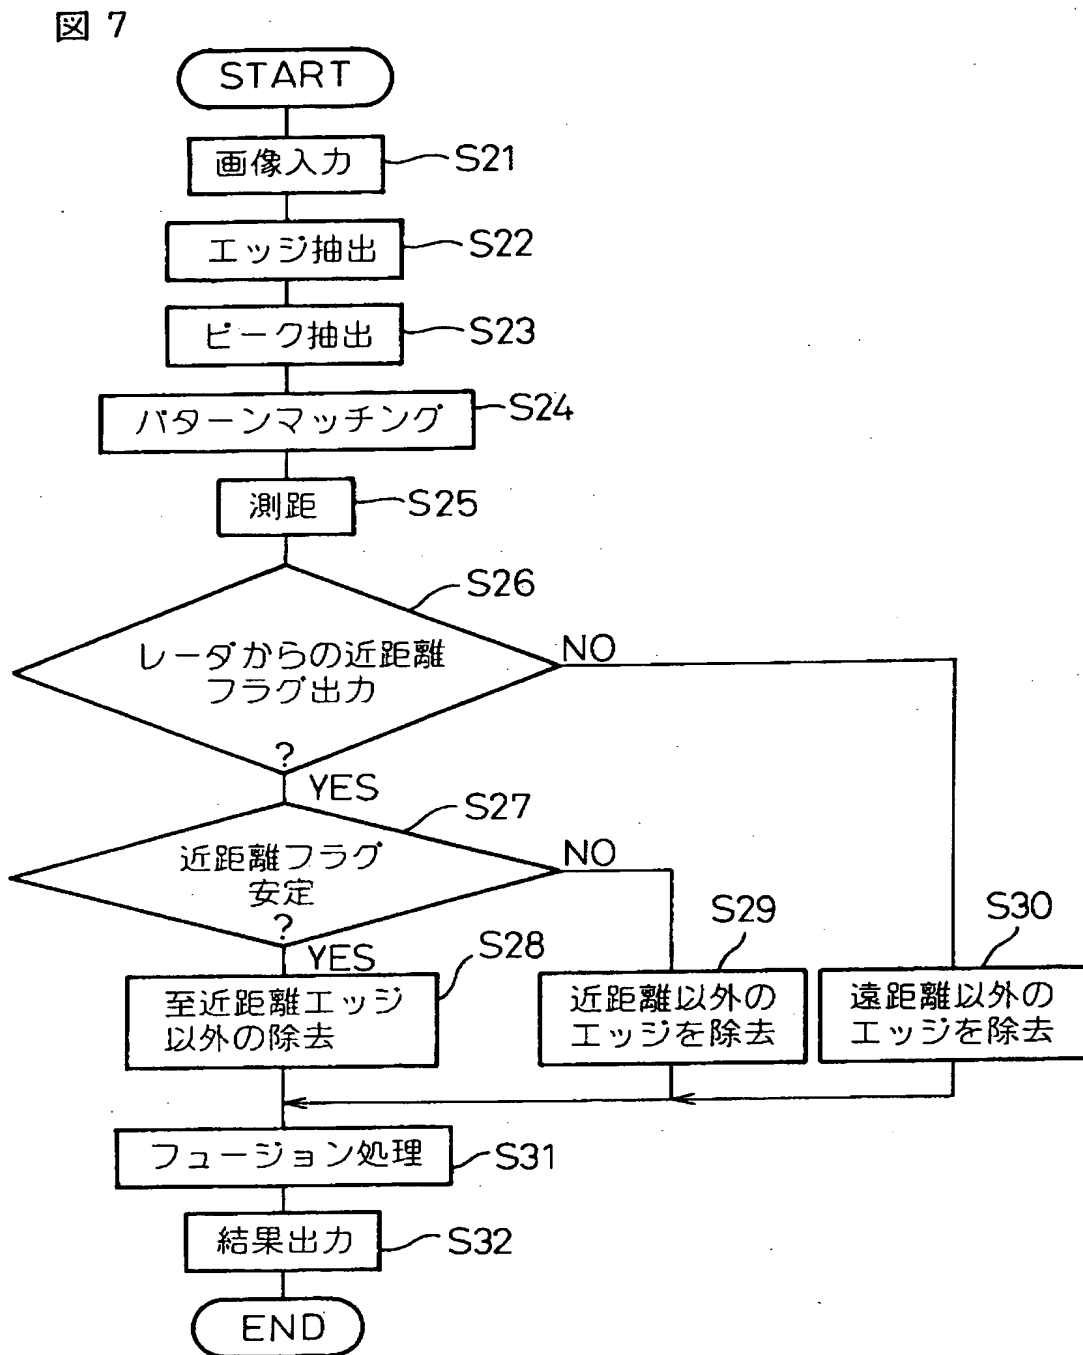 図 7
START
画像入力
S21
エッジ抽出
S22
ピーク抽出
S23
パターンマッチング
S24
測距
S25
S26
レーダからの近距離
フラグ出力
?
NO
YES
S27
近距離フラグ
安定
?
NO
YES
S28
至近距離エッジ
以外の除去
S29
近距離以外の
エッジを除去
S30
遠距離以外の
エッジを除去
フュージョン処理
S31
結果出力
S32
END